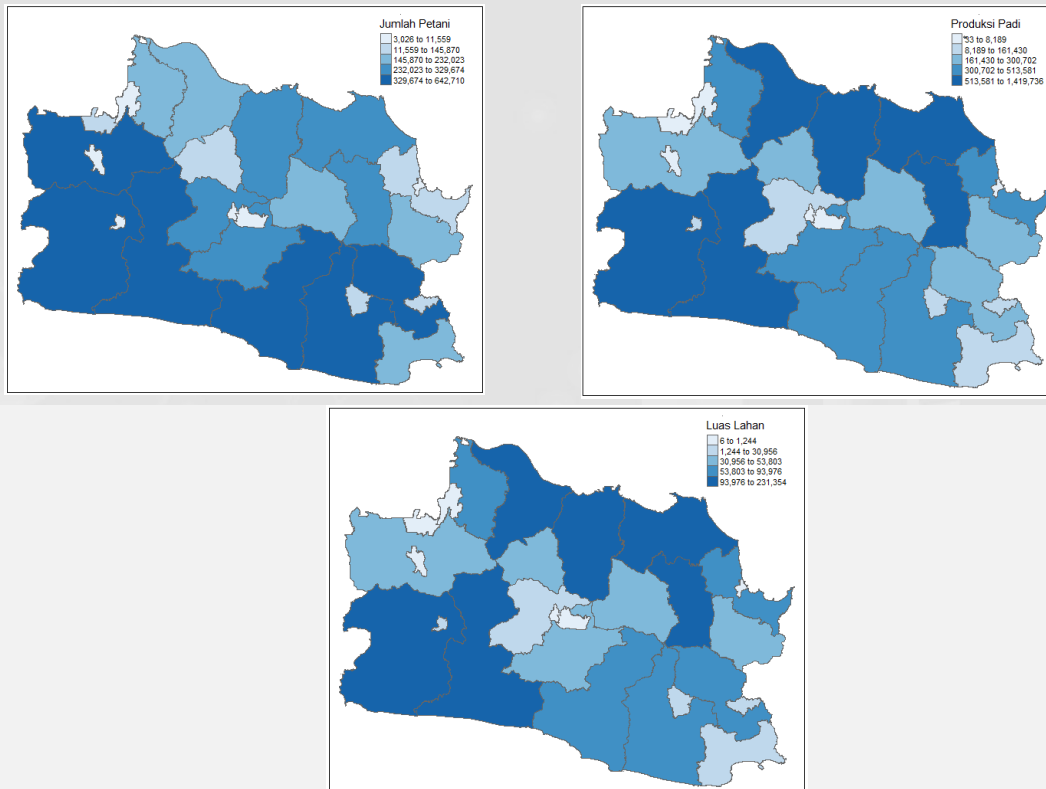 Jumlah Petani
3,026 to 11,559
11,559 to 145,870
145,870 to 232,023
232,023 to 329,674
329,674 to 642,710
Produksi Padi
33 to 8,189
8,189 to 161,430
161,430 to 300,702
300,702 to 513,581
513,581 to 1,419,736
Luas Lahan
6 to 1,244
1,244 to 30,956
30,956 to 53,803
53,803 to 93,976
93,976 to 231,354